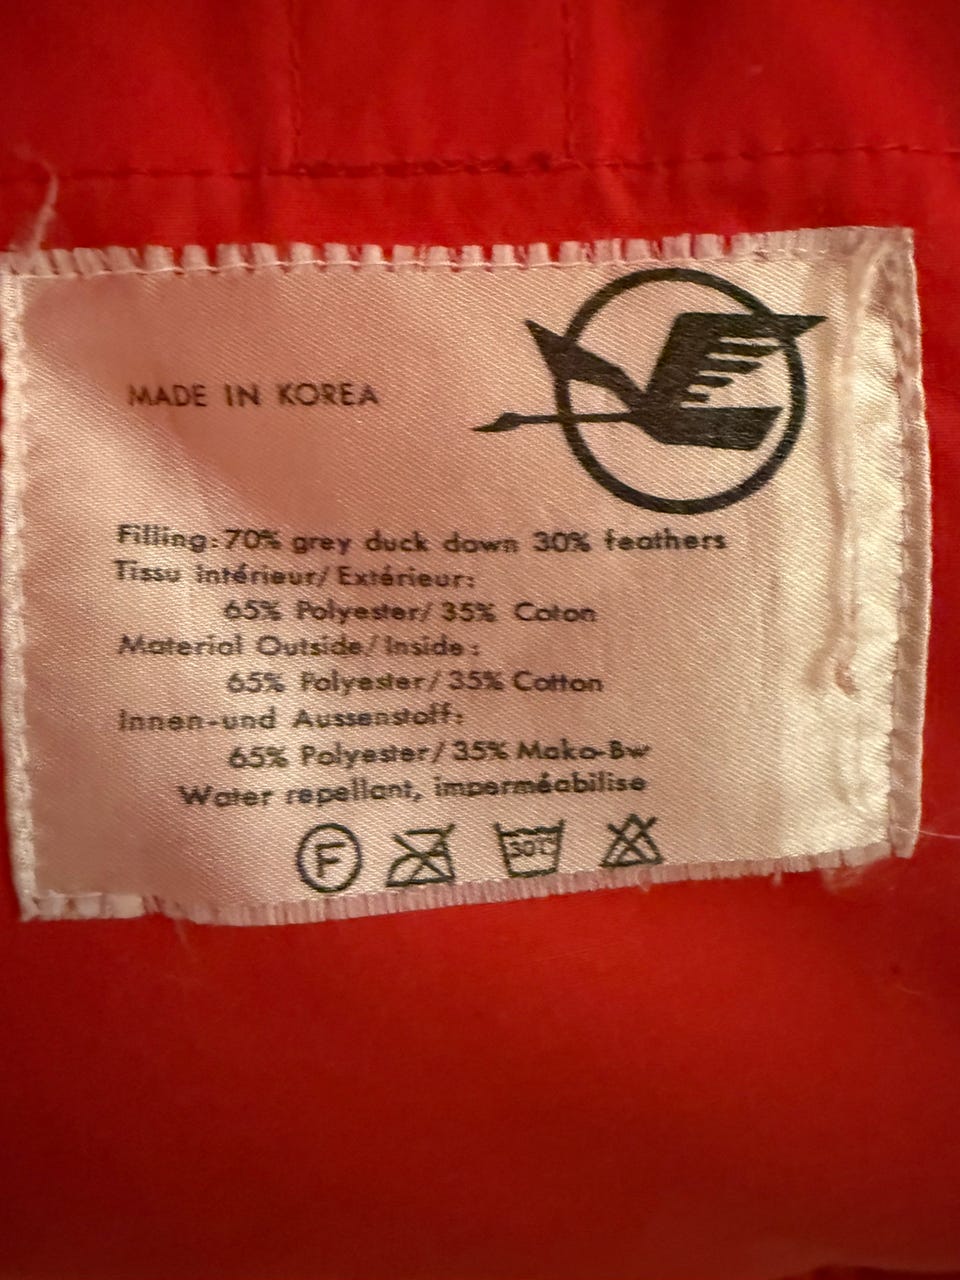 MADE IN KOREA
Filling: 70% grey duck down 30% feathers
Tissu Intérieur/Extérieur:
65% Polyester/ 35% Coton
Material Outside/Inside:
65% Polyester/ 35% Cotton
Innen-und Aussenstoff:
65% Polyester/ 35% Mako-Bw
Water repellant, imperméabilise
F 30°C